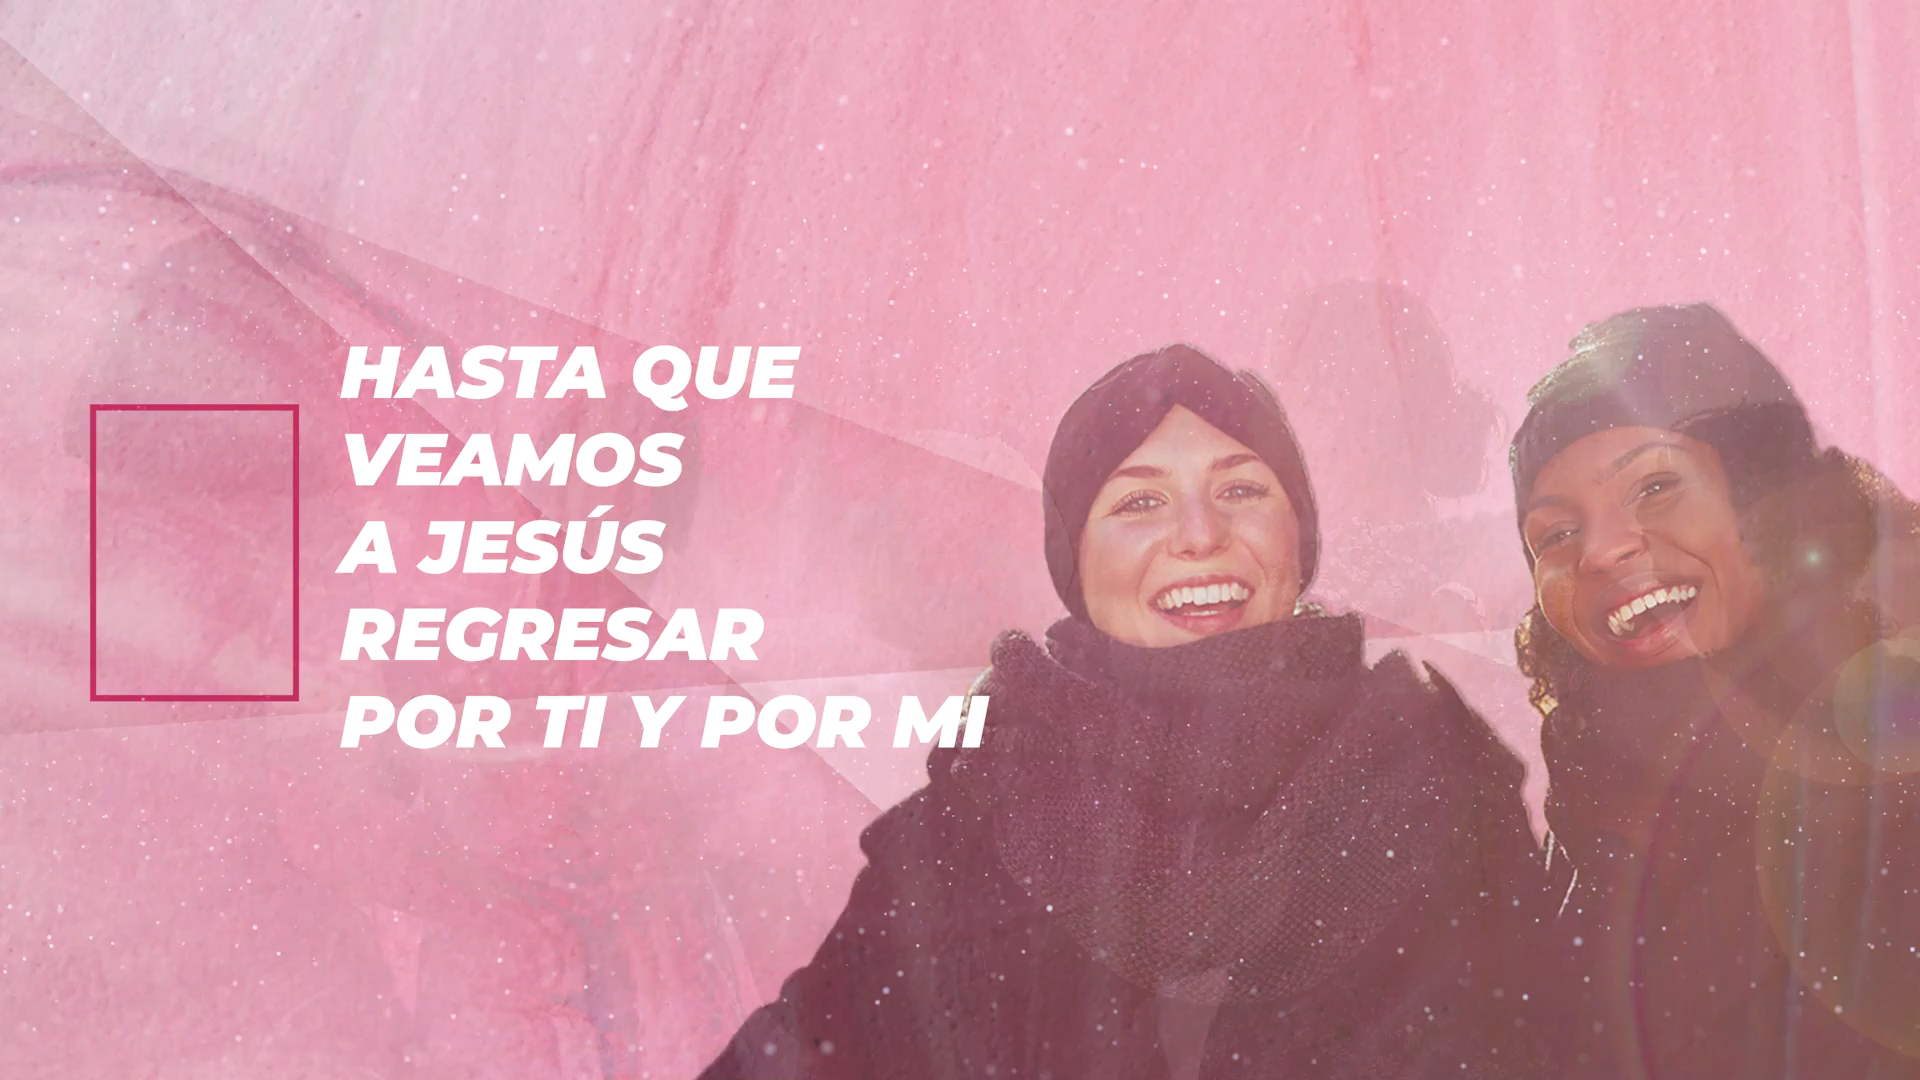 HASTA QUE
VEAMOS
A JESÚS
REGRESAR
POR TI Y POR MI